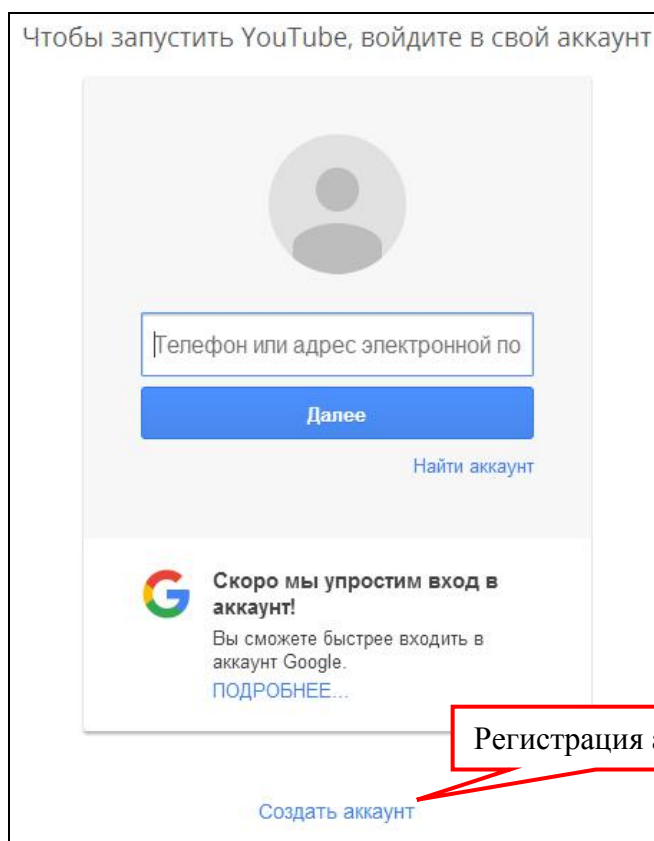 Чтобы запустить YouTube, войдите в свой аккаунт
Телефон или адрес электронной по
Далее
Найти аккаунт
Скоро мы упростим вход в
аккаунт!
Вы сможете быстрее входить в
аккаунт Google.
ПОДРОБНЕЕ...
Регистрация
Создать аккаунт